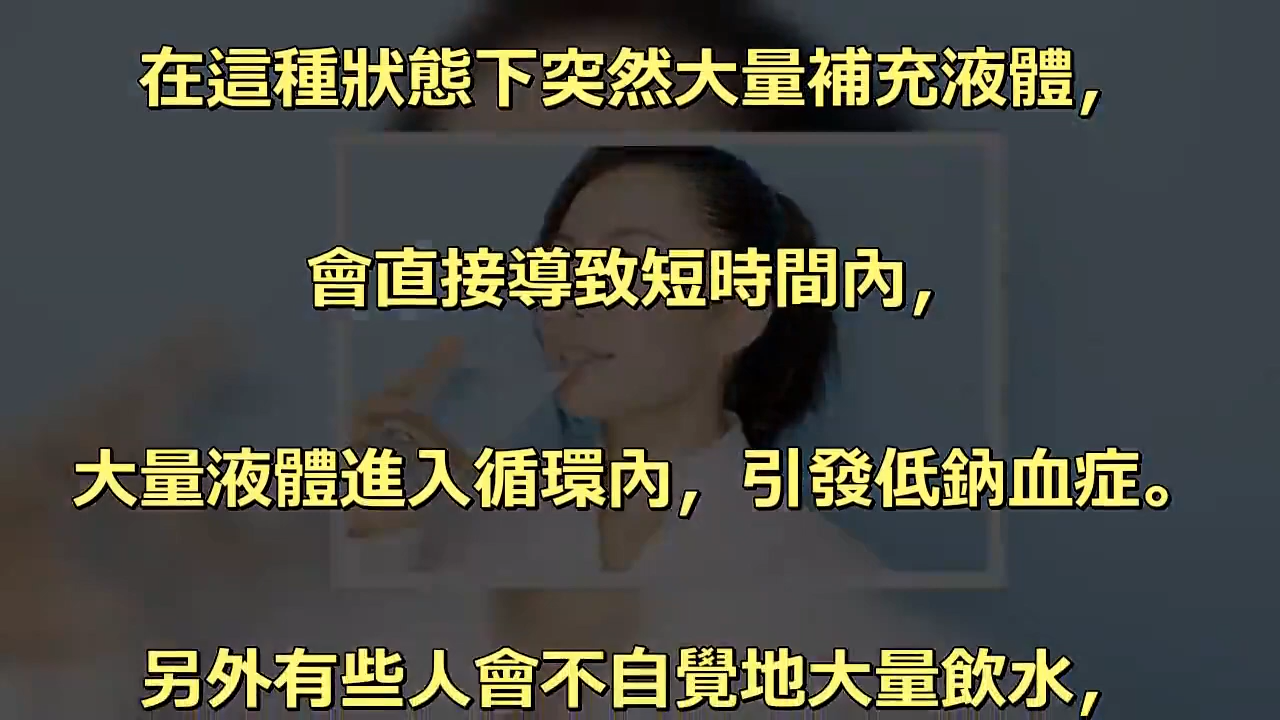 在這種狀態下突然大量補充液體，
會直接導致短時間內，
大量液體進入循環內，引發低鈉血症。
另外有些人會不自覺地大量飲水，